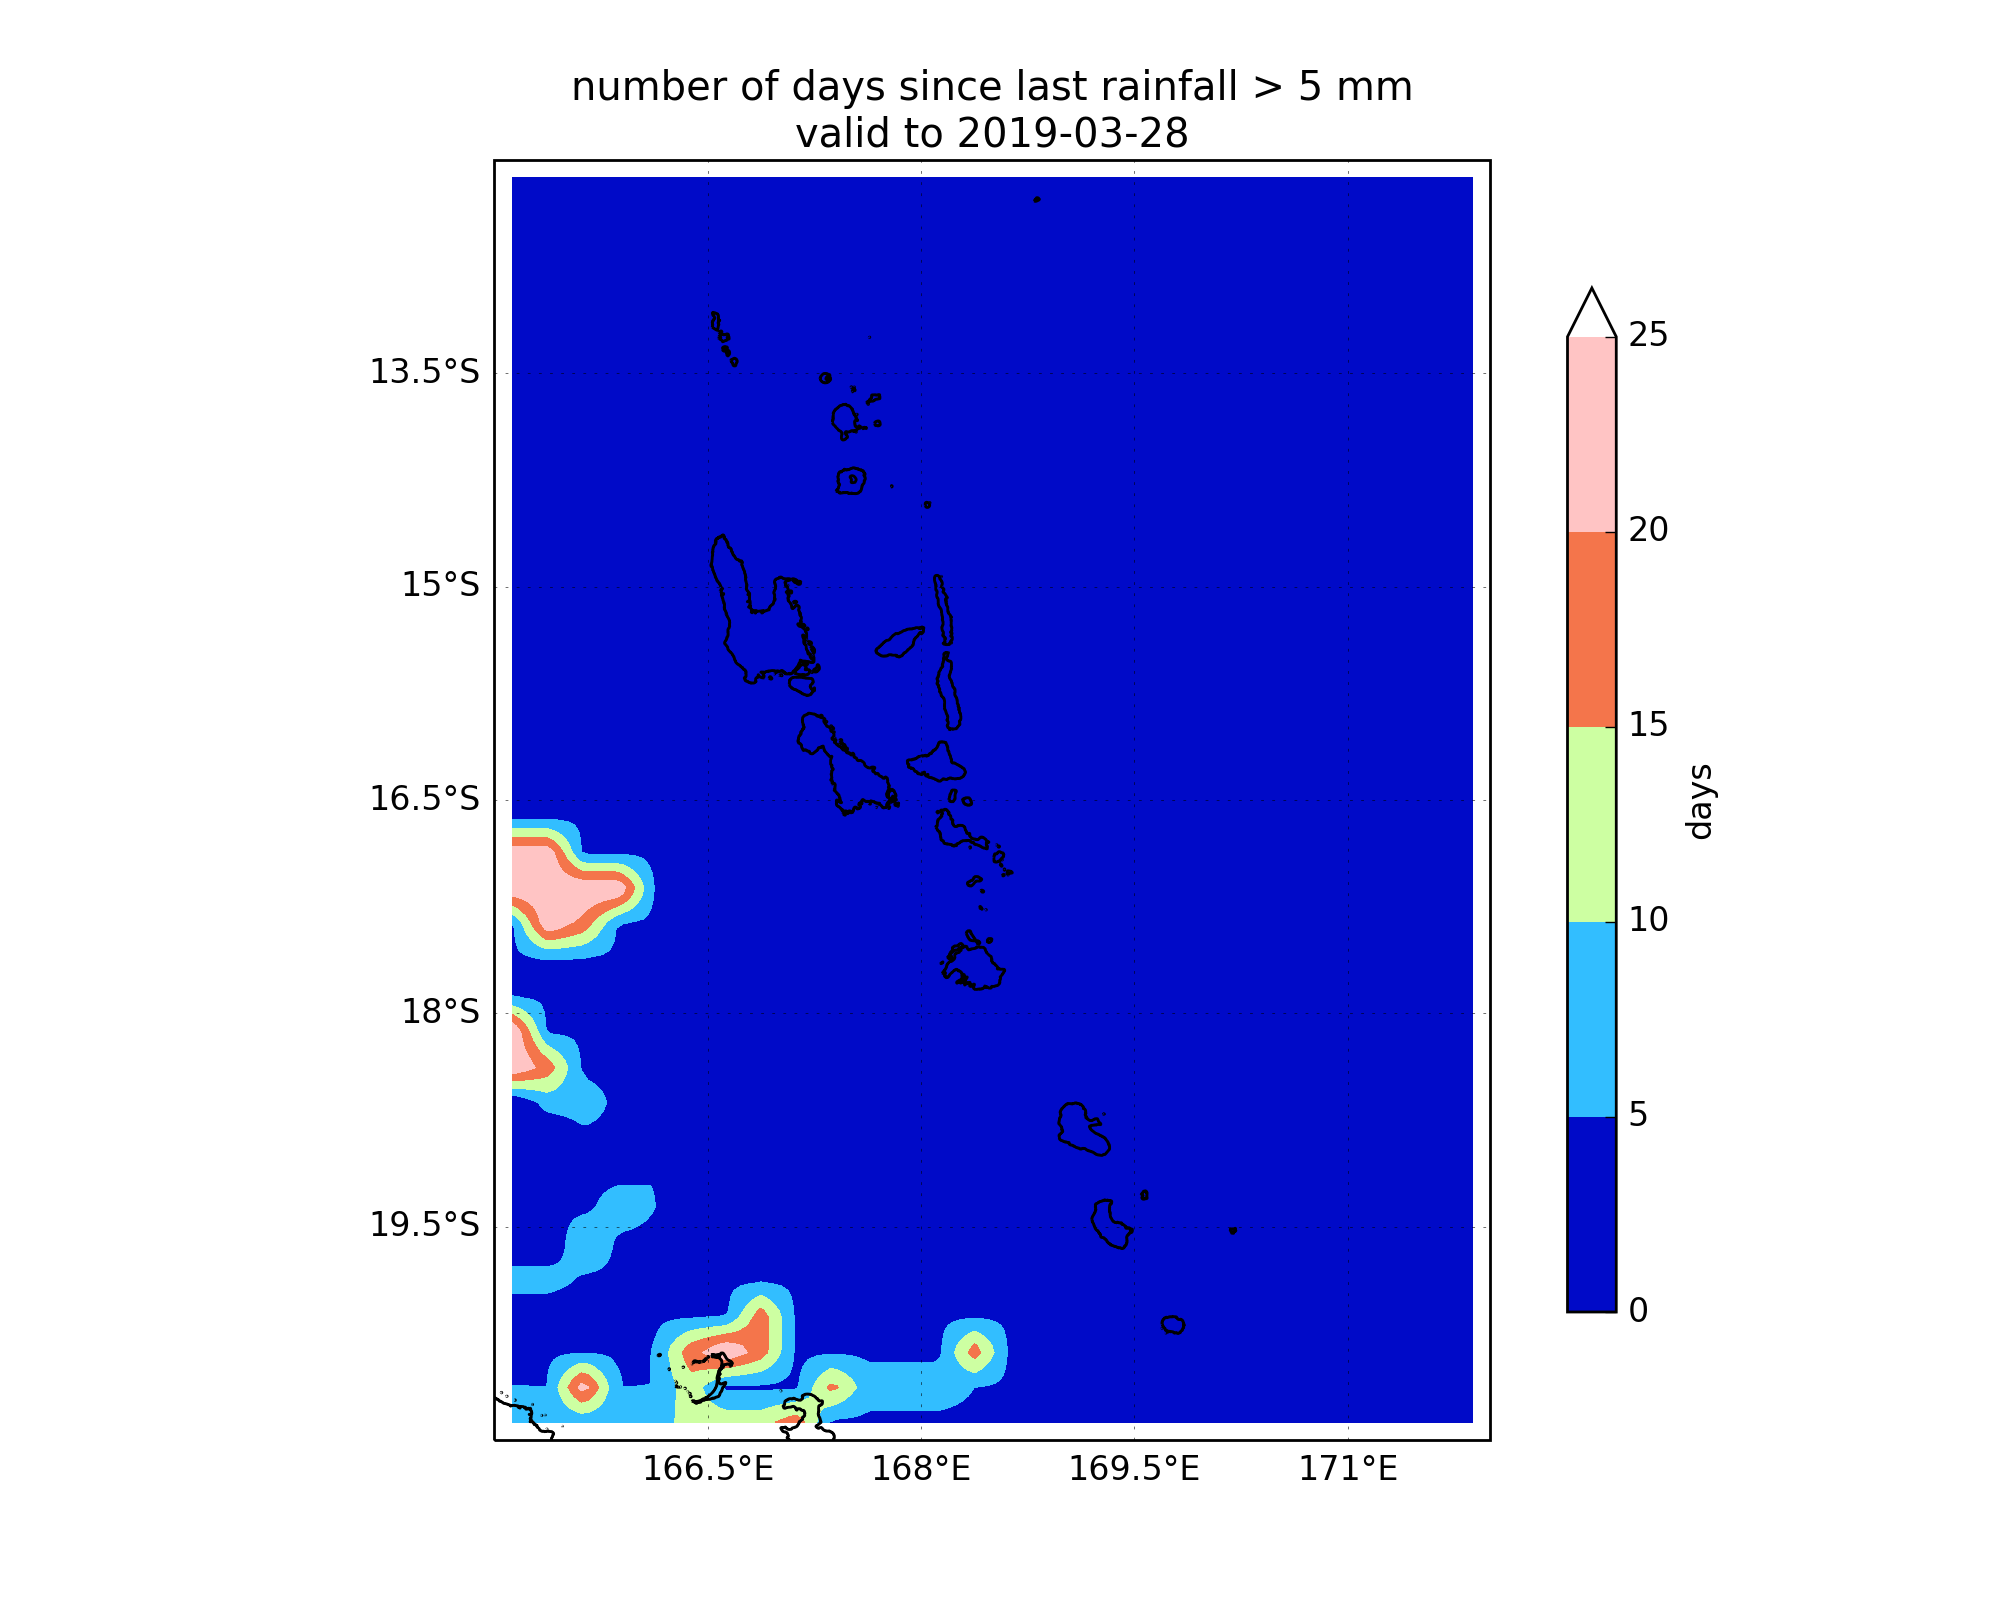 number of days since last rainfall > 5 mm
valid to 2019-03-28
13.5°S
15°S
16.5°S
18°S
19.5°S
166.5°E
168°E
169.5°E
171°E
25
20
15
10
5
0
days